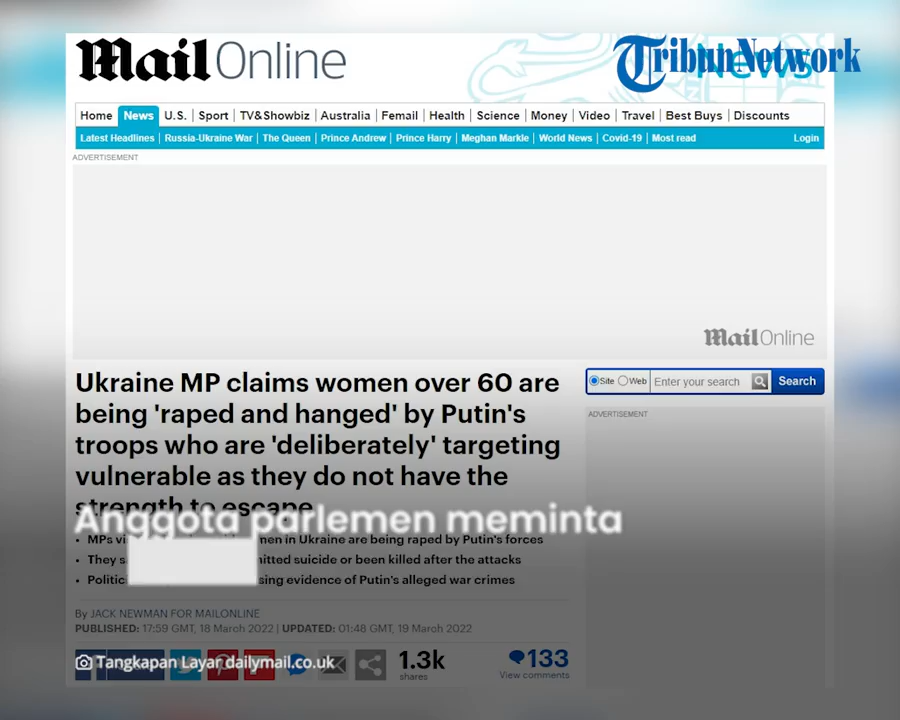 Mail Online
TribunNetwork
News
Home News U.S. Sport TV&Showbiz Australia Femail Health Science Money Video Travel Best Buys Discounts
Latest Headlines Russia-Ukraine War The Queen Prince Andrew Prince Harry Meghan Markle World News Covid-19 Most read Login
ADVERTISEMENT
Mail Online
Ukraine MP claims women over 60 are
being 'raped and hanged' by Putin's
troops who are 'deliberately' targeting
vulnerable as they do not have the
strength to escape
Site Web Enter your search Search
ADVERTISEMENT
Anggota parlemen meminta
• MPs in Ukraine are being raped by Putin's forces
• They suicide or been killed after the attacks
• evidence of Putin's alleged war crimes
By JACK NEWMAN FOR MAILONLINE
PUBLISHED: 17:59 GMT, 18 March 2022 | UPDATED: 01:48 GMT, 19 March 2022
Tangkapan Layar dailymail.co.uk
1.3k
shares
133
View comments